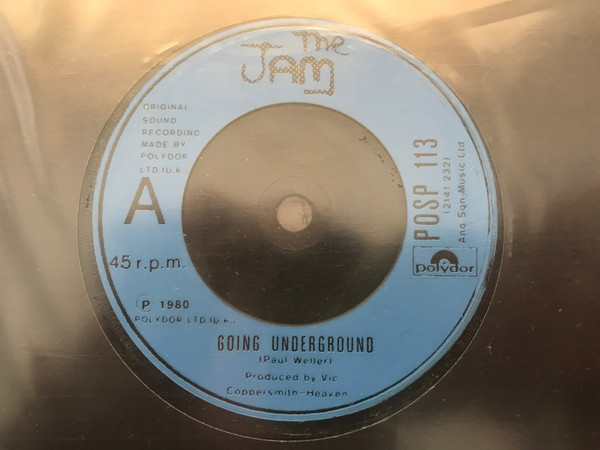 The
JAM
ORIGINAL
SOUND
RECORDING
MADE BY
POLYDOR
LTD.(U.K.)
A
45 r.p.m.
P 1980
POLYDOR LTD.(U.K.)
POSP 113
(2141 232)
And Son Music Ltd
polydor
GOING UNDERGROUND
(Paul Weller)
Produced by Vic.
Coppersmith-Heaven